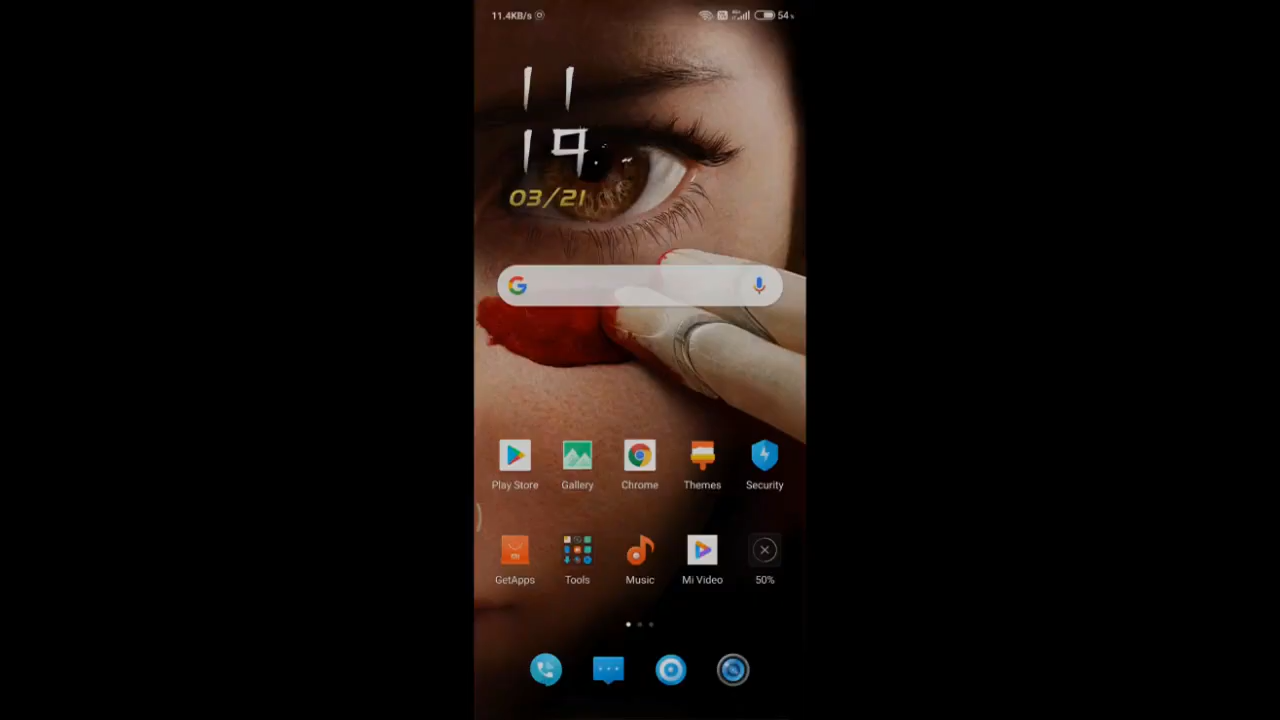 11.4KB/s
54%
11
19
03/21
Play Store
Gallery
Chrome
Themes
Security
GetApps
Tools
Music
Mi Video
50%